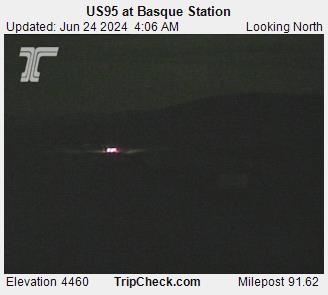 US95 at Basque Station
Updated: Jun 24 2024 4:06 AM Looking North
Elevation 4460 TripCheck.com Milepost 91.62